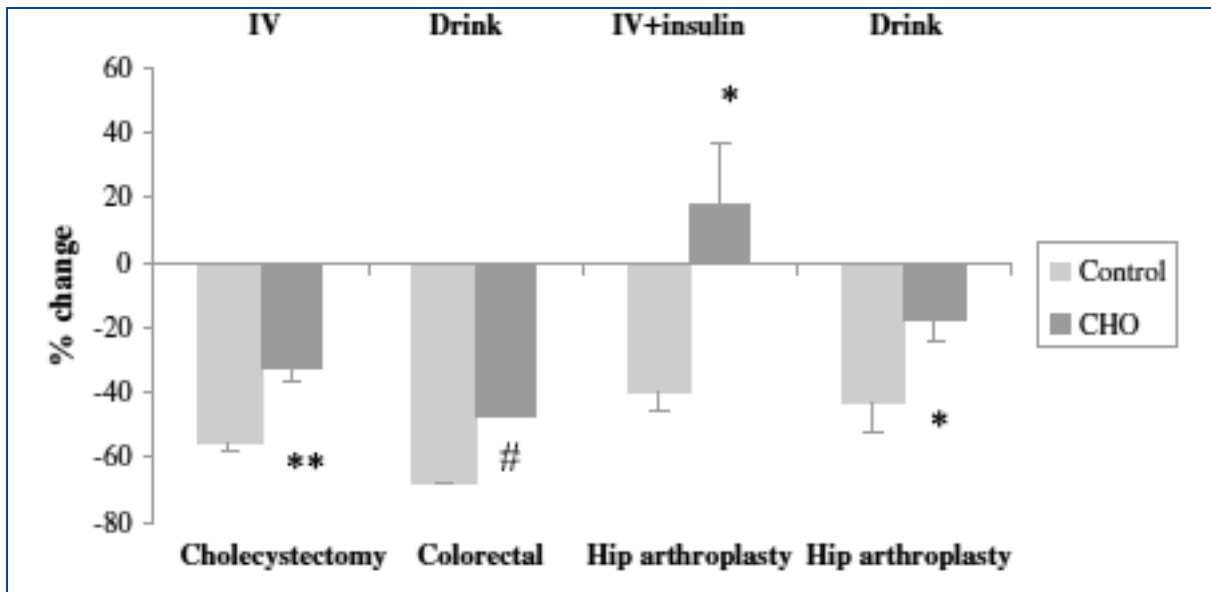 IV Drink IV+insulin Drink
60
40
20
0
-20
-40
-60
-80
% change
*
*
**
#
Control
CHO
Cholecystectomy Colorectal Hip arthroplasty Hip arthroplasty